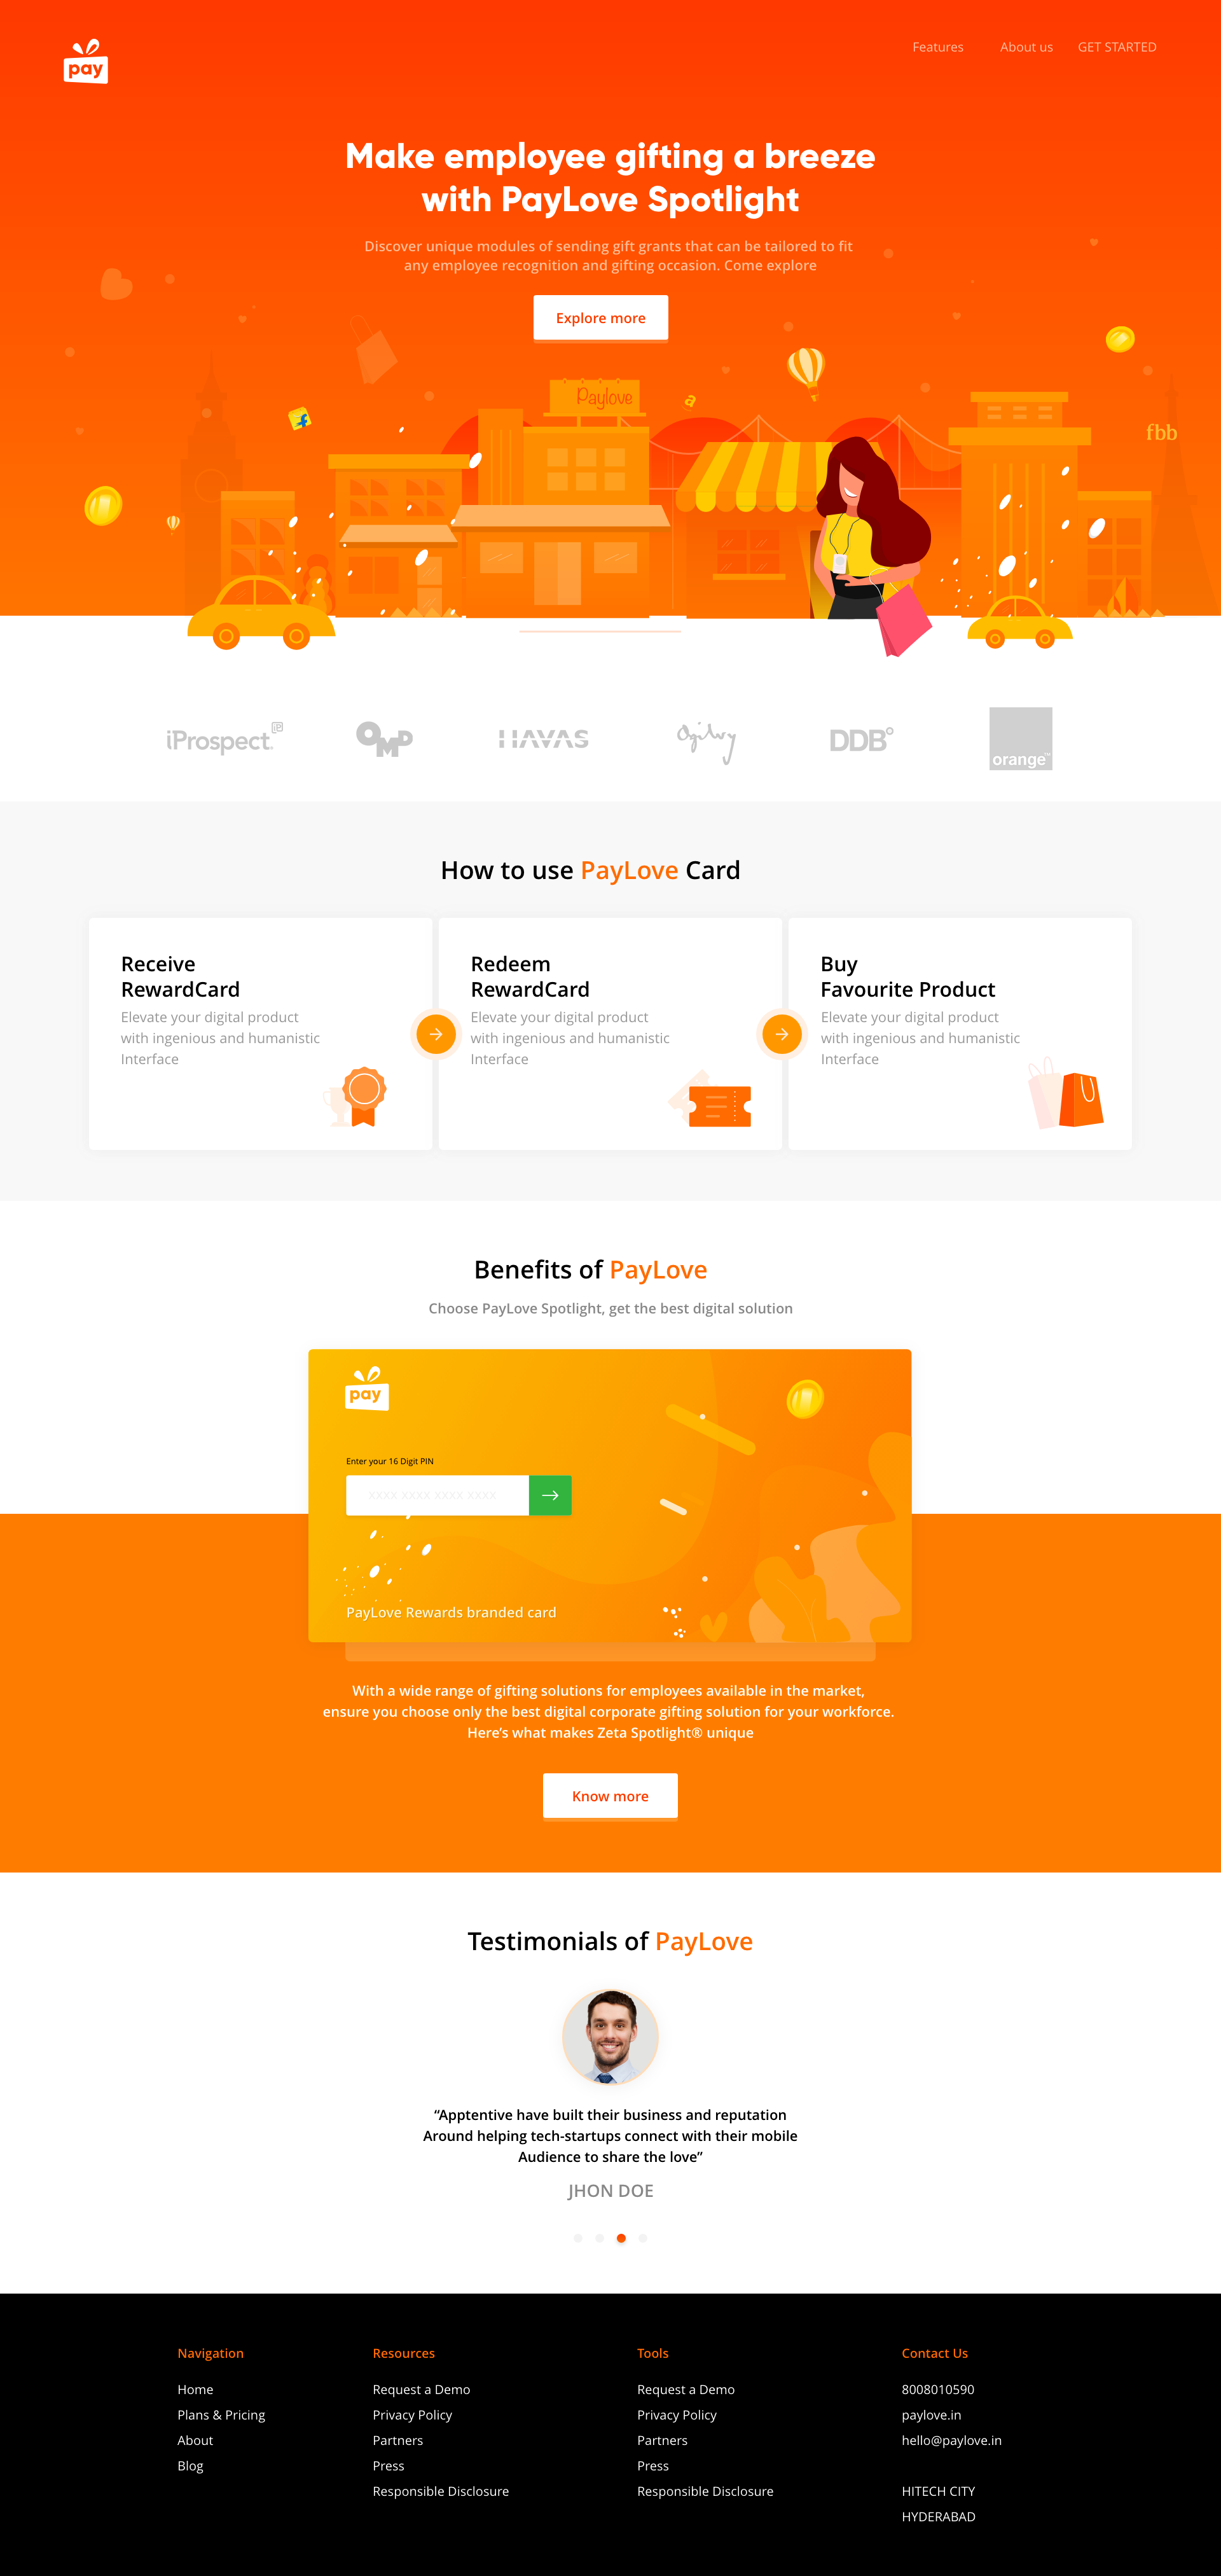 pay
Features About us GET STARTED
Make employee gifting a breeze
with PayLove Spotlight
Discover unique modules of sending gift grants that can be tailored to fit
any employee recognition and gifting occasion. Come explore
Explore more
Paylove
a
f
fbb
iProspect iP
OMD
HAVAS
Ogilvy
DDB°
orange™
How to use PayLove Card
Receive
RewardCard
Elevate your digital product
with ingenious and humanistic
Interface
Redeem
RewardCard
Elevate your digital product
with ingenious and humanistic
Interface
Buy
Favourite Product
Elevate your digital product
with ingenious and humanistic
Interface
Benefits of PayLove
Choose PayLove Spotlight, get the best digital solution
pay
Enter your 16 Digit PIN
XXXX XXXX XXXX XXXX
PayLove Rewards branded card
With a wide range of gifting solutions for employees available in the market,
ensure you choose only the best digital corporate gifting solution for your workforce.
Here’s what makes Zeta Spotlight® unique
Know more
Testimonials of PayLove
“Apptentive have built their business and reputation
Around helping tech-startups connect with their mobile
Audience to share the love”
JHON DOE
Navigation
Home
Plans & Pricing
About
Blog
Resources
Request a Demo
Privacy Policy
Partners
Press
Responsible Disclosure
Tools
Request a Demo
Privacy Policy
Partners
Press
Responsible Disclosure
Contact Us
8008010590
paylove.in
hello@paylove.in
HITECH CITY
HYDERABAD